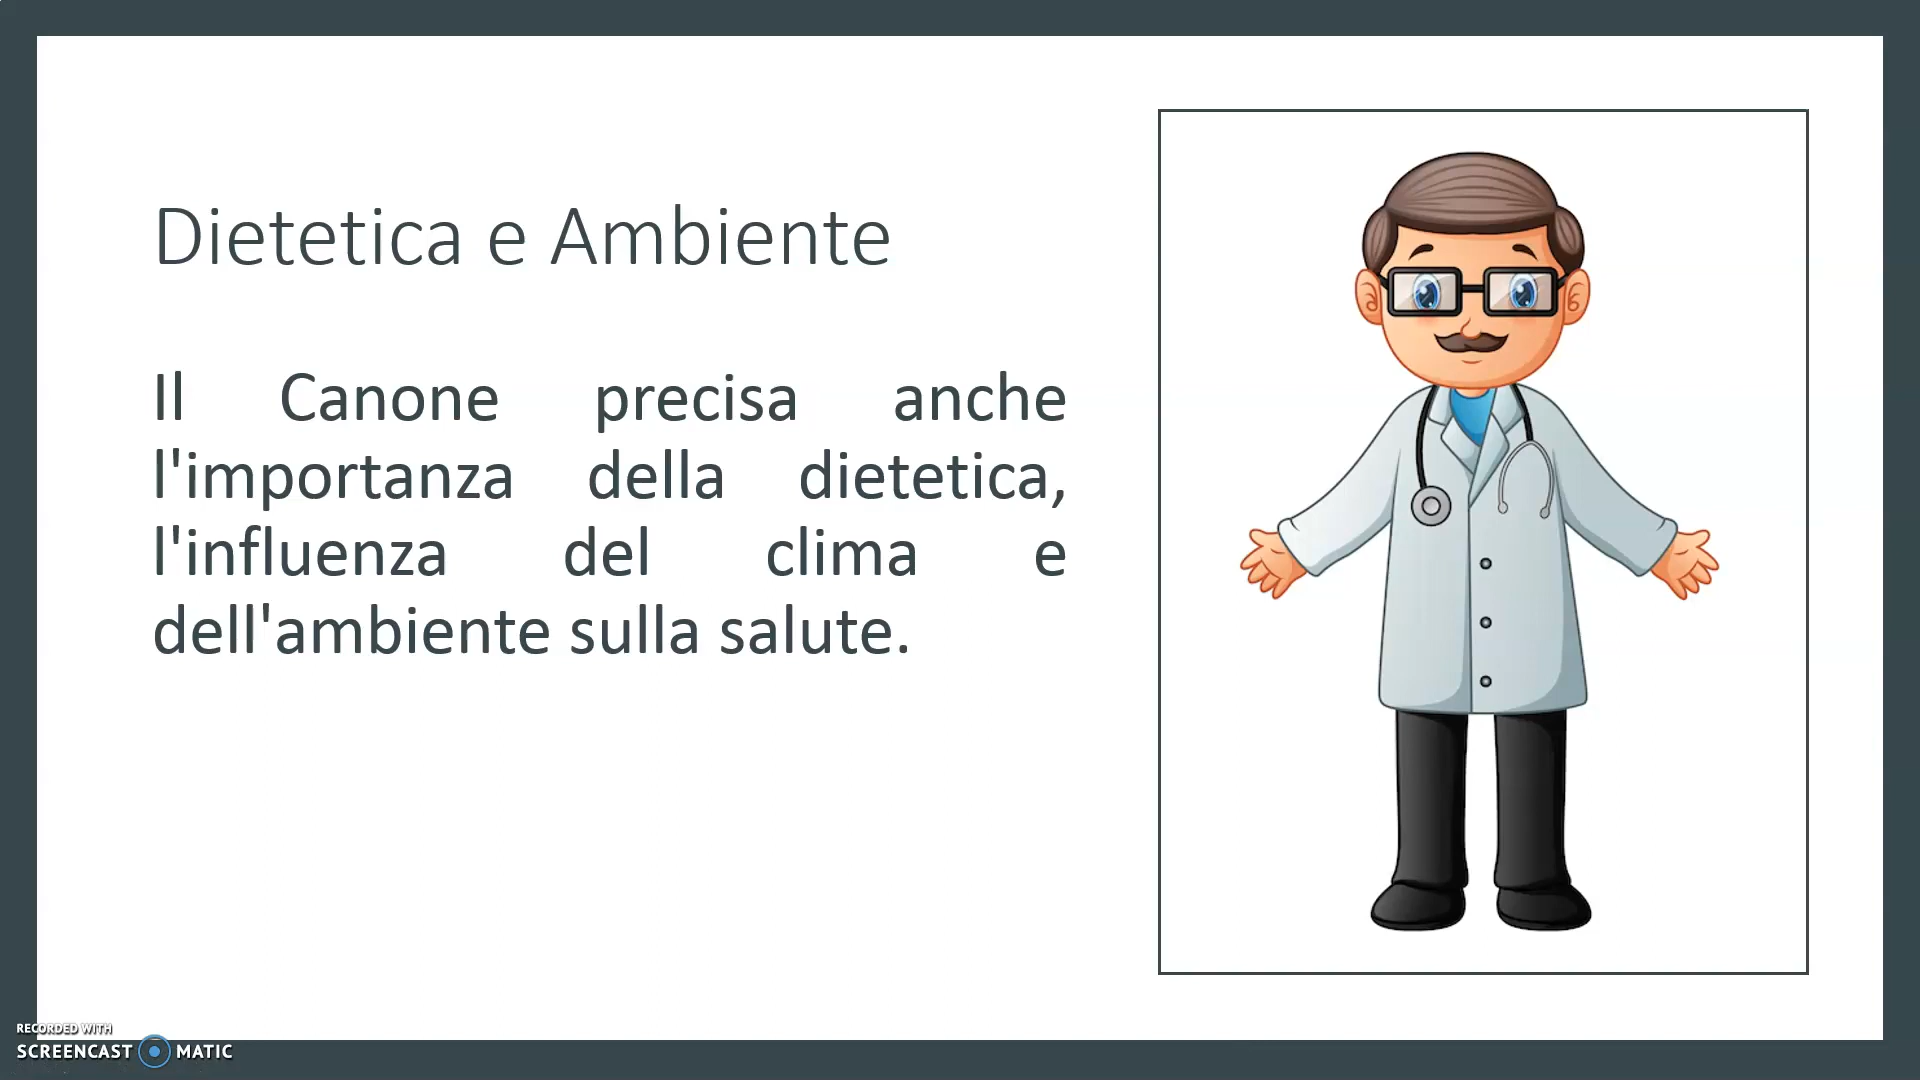 Dietetica e Ambiente
Il Canone precisa anche
l'importanza della dietetica,
l'influenza del clima e
dell'ambiente sulla salute.
RECORDED WITH
SCREENCAST MATIC